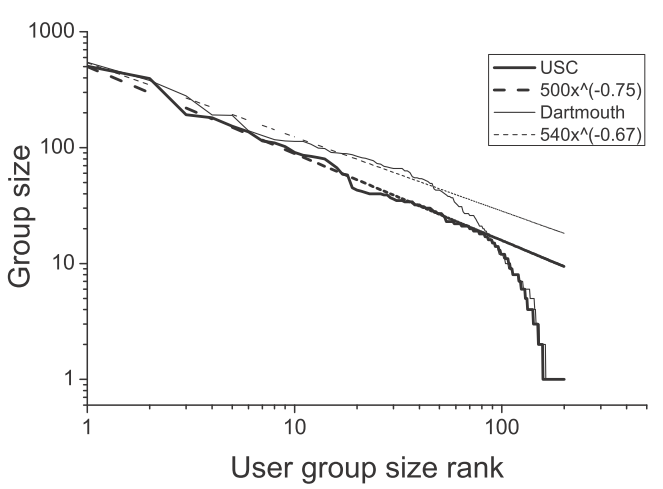 1000
100
10
1
Group size
USC
500x^(-0.75)
Dartmouth
540x^(-0.67)
1
10
100
User group size rank